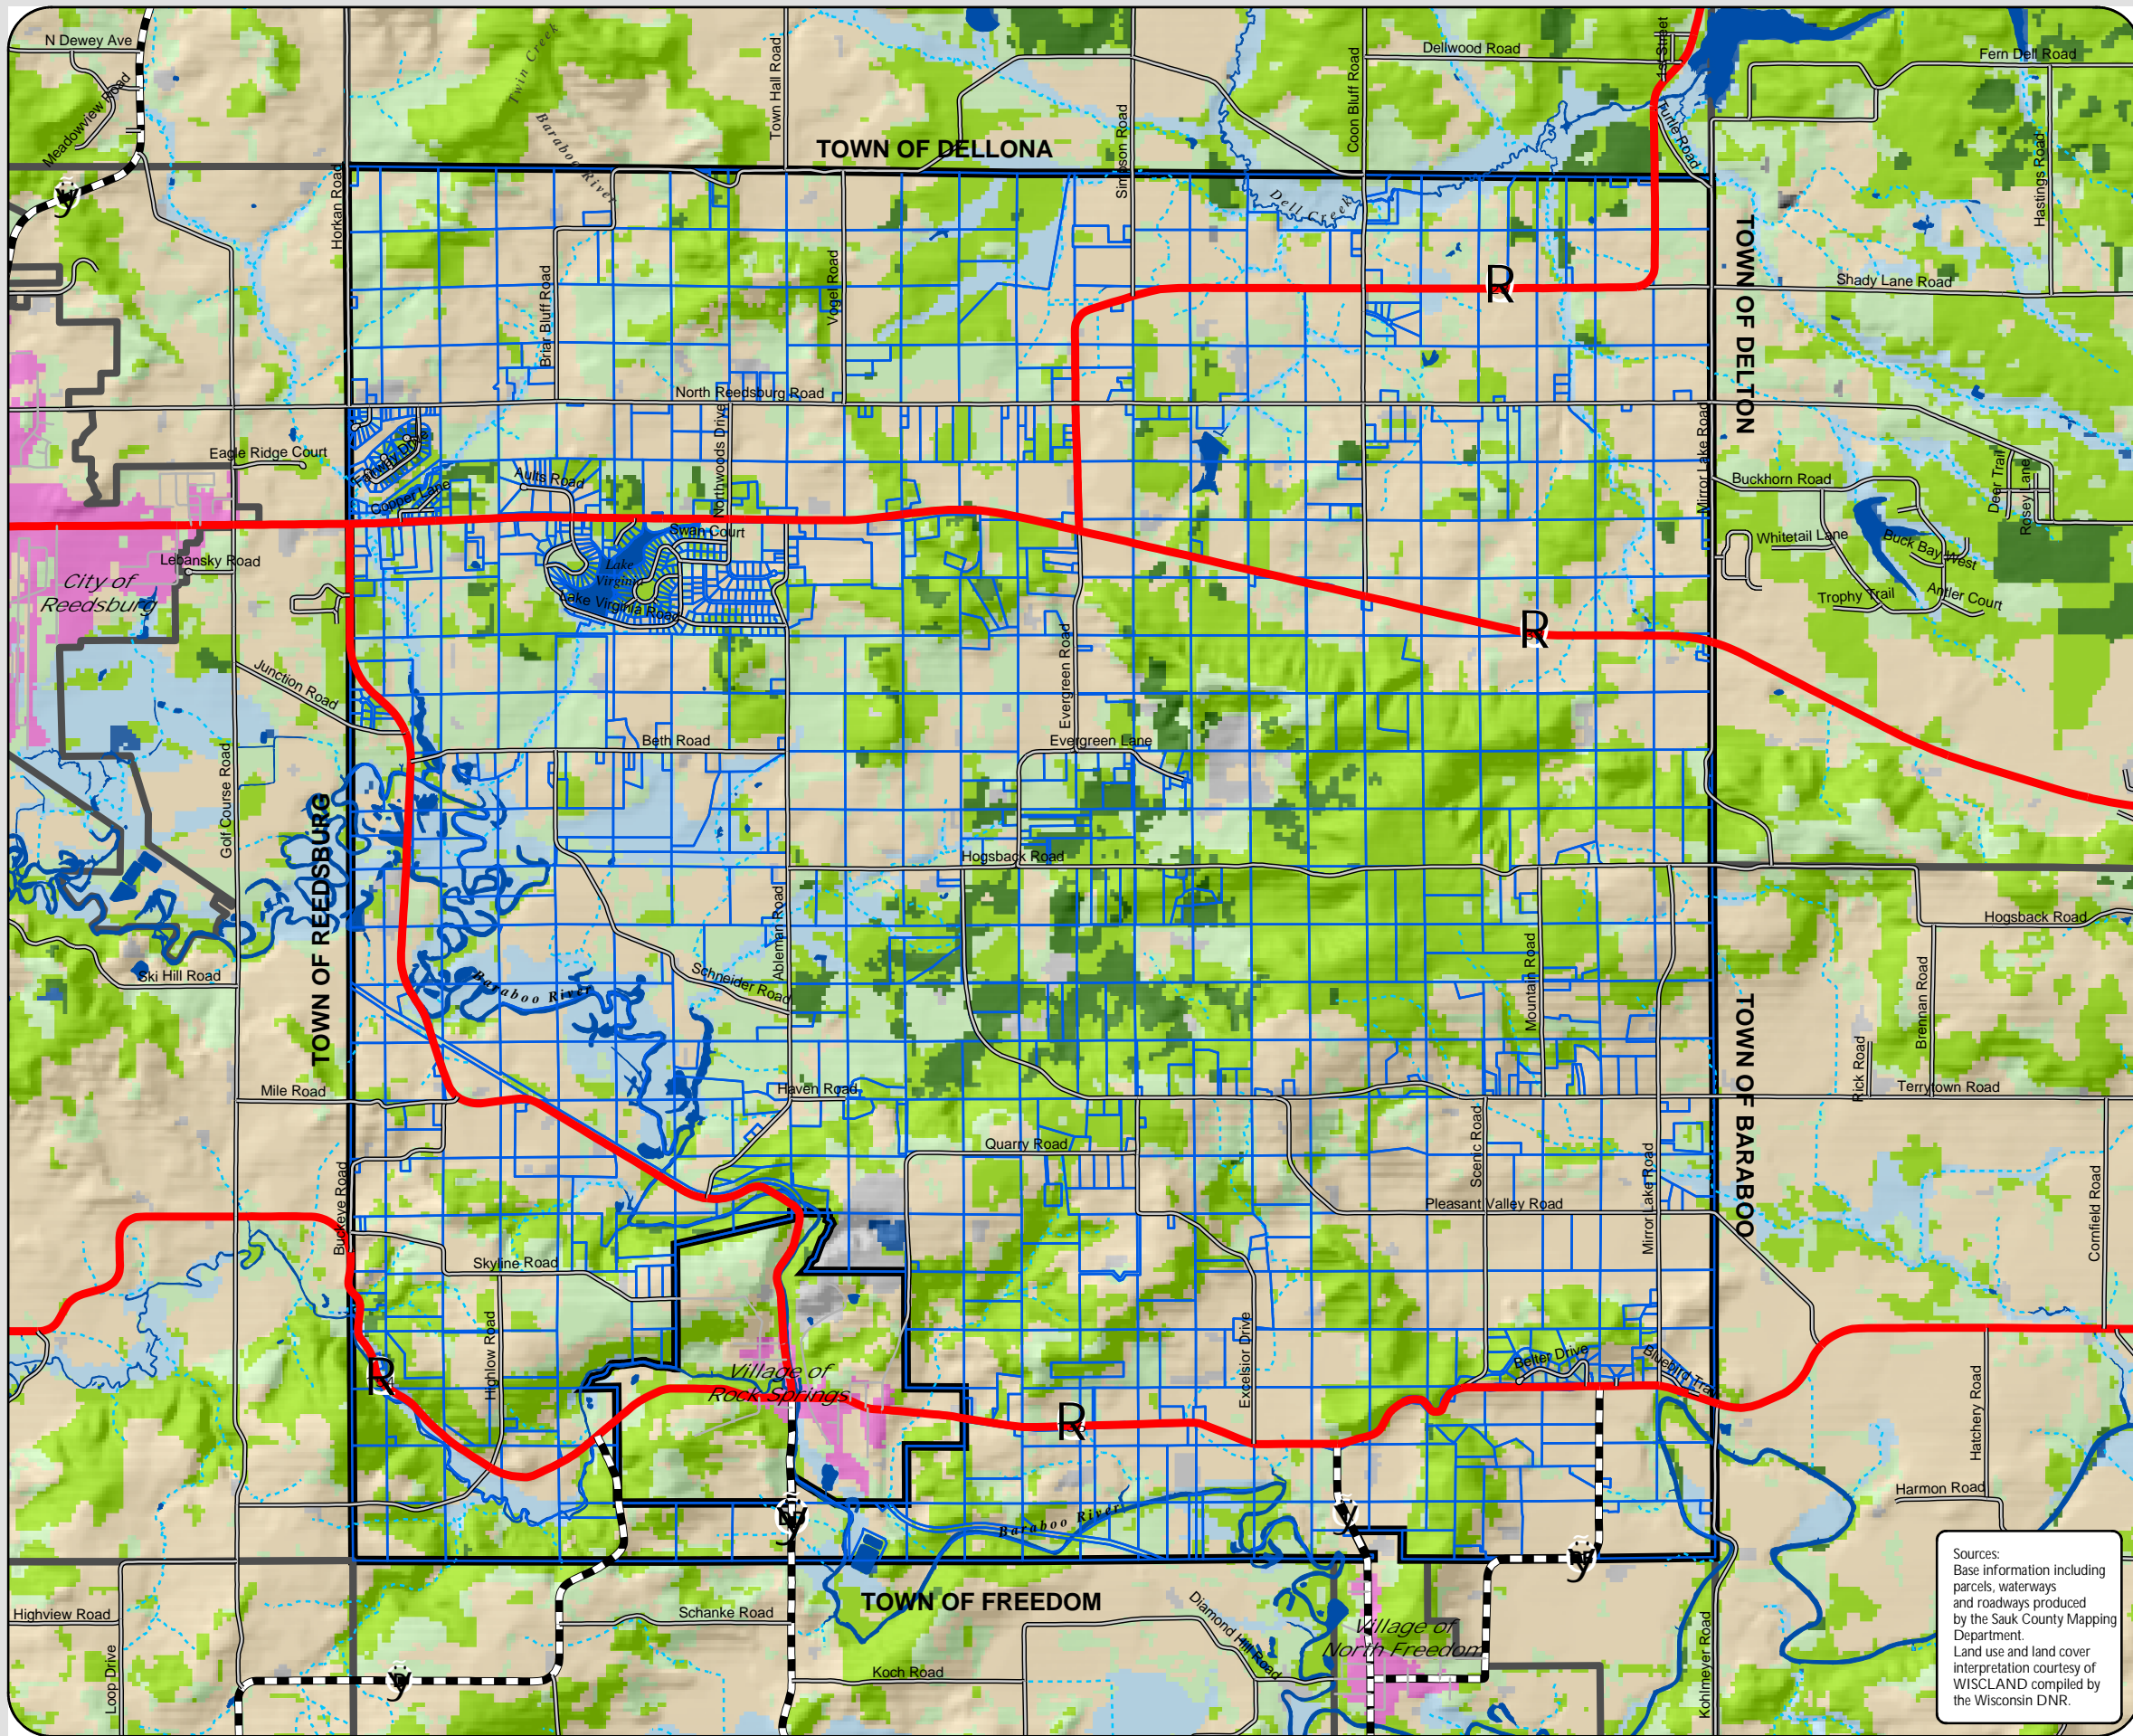 N Dewey Ave
Meadowview Road
Twin Creek
Baraboo River
Town Hall Road
TOWN OF DELLONA
Simpson Road
Coon Bluff Road
Dellwood Road
1st Street
Turtle Road
Fern Dell Road
Hastings Road
Horkan Road
Dell Creek
y
TOWN OF DELTON
Briar Bluff Road
Vogel Road
R
Shady Lane Road
North Reedsburg Road
Northwoods Drive
Mirror Lake Road
Eagle Ridge Court
Fairway Drive
Copper Lane
Aults Road
Swan Court
Lake
Virginia
Lake Virginia Road
Buckhorn Road
Deer Trail
Rosey Lane
Whitetail Lane
Buck Bay West
Trophy Trail
Antler Court
Lebansky Road
City of
Reedsburg
R
Junction Road
Evergreen Road
Beth Road
Evergreen Lane
Golf Course Road
TOWN OF REEDSBURG
Hogsback Road
Ableman Road
Hogsback Road
Ski Hill Road
Baraboo River
Schneider Road
Mountain Road
Brennan Road
TOWN OF BARABOO
Rick Road
Mile Road
Haven Road
Terrytown Road
Quarry Road
Scenic Road
Buckeye Road
Pleasant Valley Road
Mirror Lake Road
Cornfield Road
Skyline Road
Highlow Road
Excelsior Drive
Village of
Rock Springs
R
R
Belter Drive
Bluebird Trail
Hatchery Road
Harmon Road
DD
y
Baraboo River
y
y
TOWN OF FREEDOM
Highview Road
Loop Drive
Schanke Road
Koch Road
Diamond Hill Road
Village of
North Freedom
Kohlmeyer Road
y
Sources:
Base information including
parcels, waterways
and roadways produced
by the Sauk County Mapping
Department.
Land use and land cover
interpretation courtesy of
WISCLAND compiled by
the Wisconsin DNR.